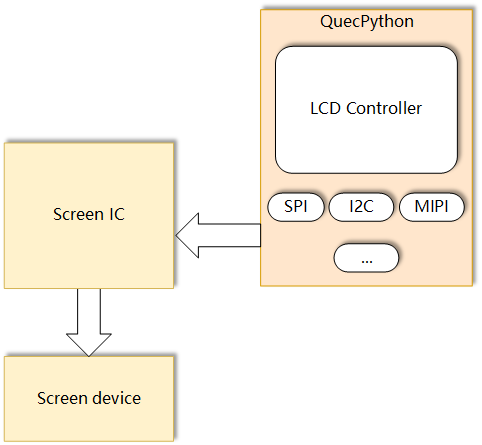 QuecPython
LCD Controller
SPI
I2C
MIPI
...
Screen IC
Screen device